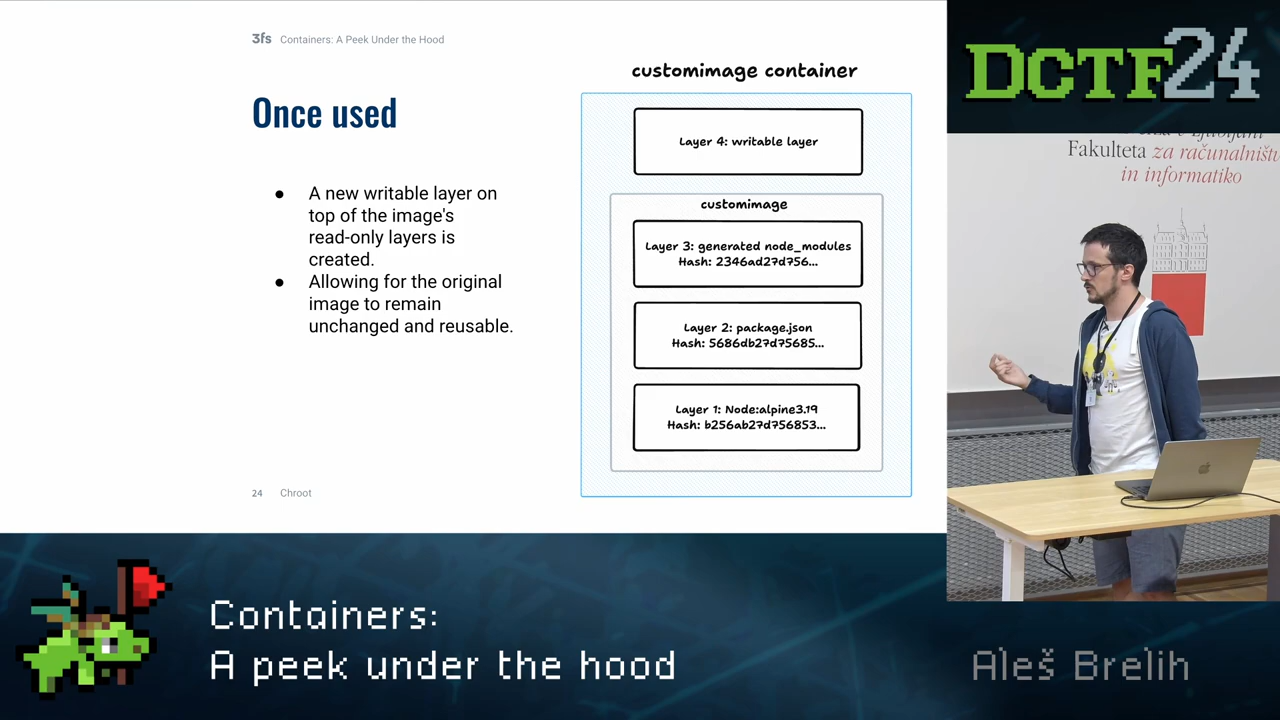 3fs Containers: A Peek Under the Hood
Once used
● A new writable layer on
top of the image's
read-only layers is
created.
● Allowing for the original
image to remain
unchanged and reusable.
24 Chroot
customimage container
Layer 4: writable layer
customimage
Layer 3: generated node_modules
Hash: 2346ad27d756...
Layer 2: package.json
Hash: 5686db27d75685...
Layer 1: Node:alpine3.19
Hash: b256ab27d756853...
DCTF24
Fakulteta za računalništvo
in informatiko
Containers:
A peek under the hood
Aleš Brelih